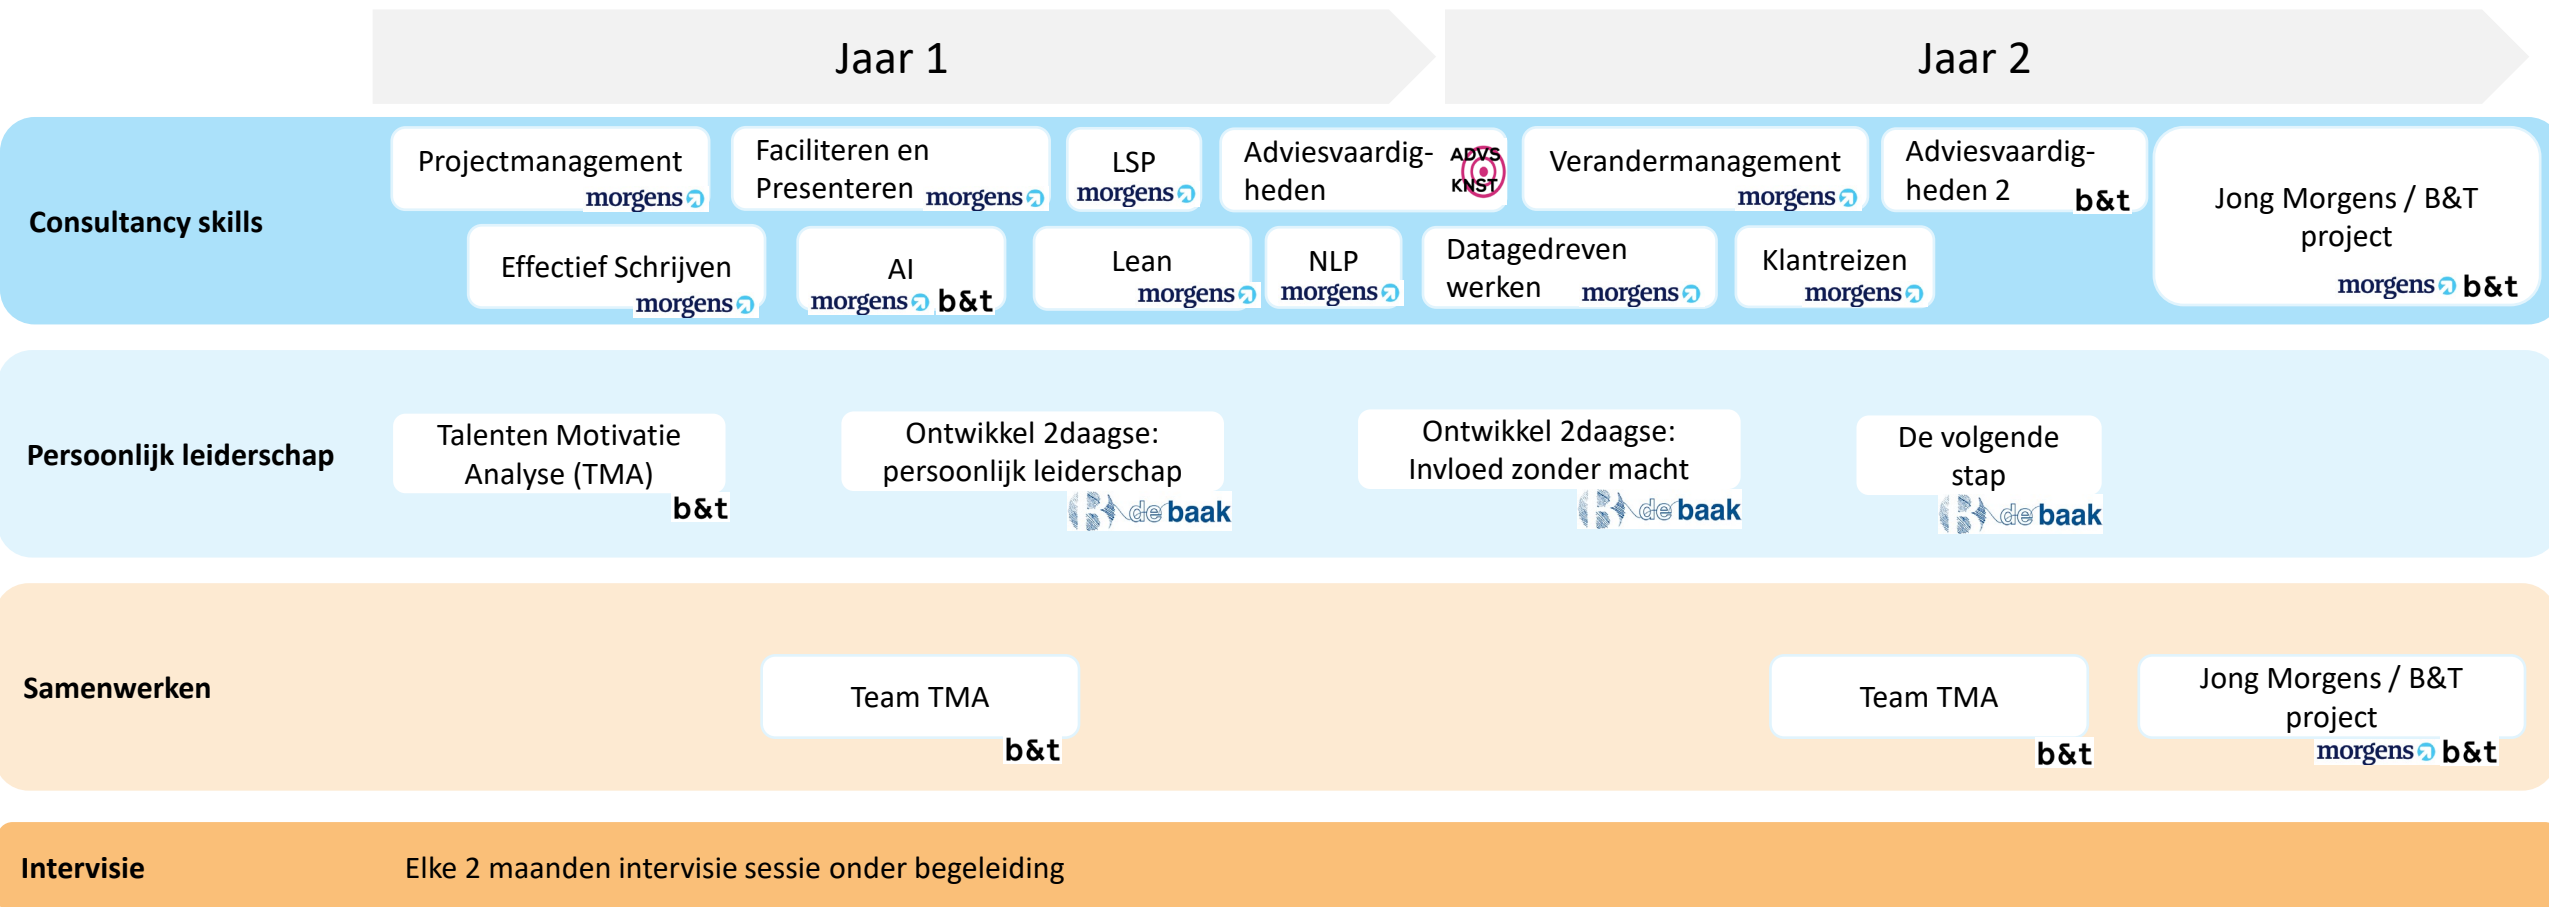 Jaar 1
Jaar 2
Consultancy skills
Projectmanagement
morgens
Faciliteren en
Presenteren
morgens
LSP
morgens
Adviesvaardig-
heden
ADVS
KNST
Verandermanagement
morgens
Adviesvaardig-
heden 2
b&t
Jong Morgens / B&T
project
morgens b&t
Effectief Schrijven
morgens
AI
morgens b&t
Lean
morgens
NLP
morgens
Datagedreven
werken
morgens
Klantreizen
morgens
Persoonlijk leiderschap
Talenten Motivatie
Analyse (TMA)
b&t
Ontwikkel 2daagse:
persoonlijk leiderschap
de baak
Ontwikkel 2daagse:
Invloed zonder macht
de baak
De volgende
stap
de baak
Samenwerken
Team TMA
b&t
Team TMA
b&t
Jong Morgens / B&T
project
morgens b&t
Intervisie
Elke 2 maanden intervisie sessie onder begeleiding